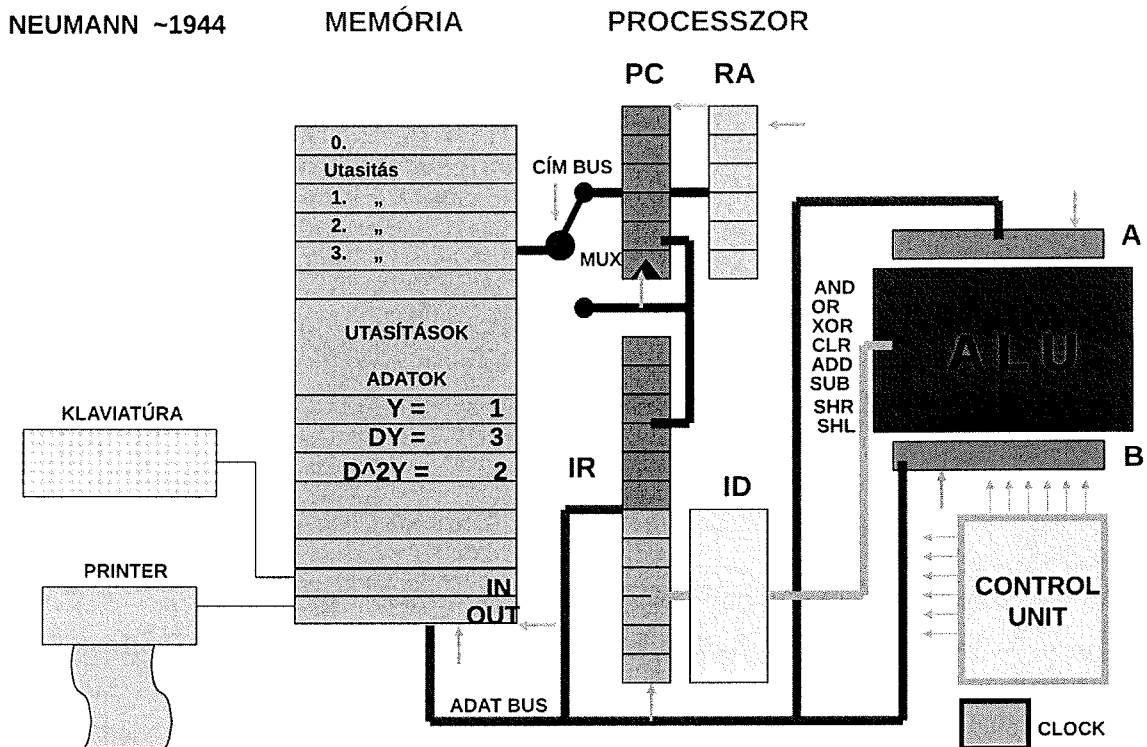 NEUMANN ~1944
MEMÓRIA
PROCESSZOR
PC
RA
0.
Utasitás
1. „
2. „
3. „
CÍM BUS
MUX
UTASÍTÁSOK
ADATOK
Y = 1
DY = 3
D^2Y = 2
IN
OUT
KLAVIATÚRA
PRINTER
ADAT BUS
IR
ID
AND
OR
XOR
CLR
ADD
SUB
SHR
SHL
A
ALU
B
CONTROL
UNIT
CLOCK